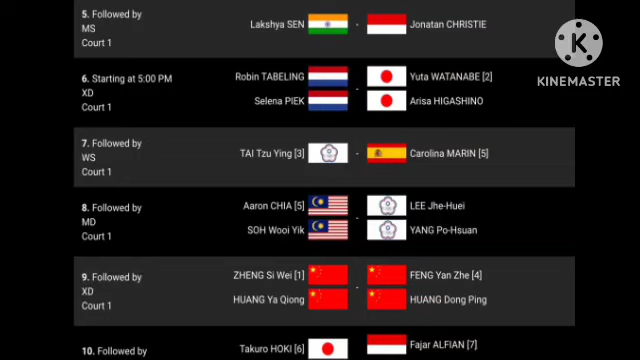 5. Followed by
MS
Court 1
Lakshya SEN - Jonatan CHRISTIE
6. Starting at 5:00 PM
XD
Court 1
Robin TABELING - Yuta WATANABE [2]
Selena PIEK Arisa HIGASHINO
7. Followed by
WS
Court 1
TAI Tzu Ying [3] - Carolina MARIN [5]
8. Followed by
MD
Court 1
Aaron CHIA [5] - LEE Jhe-Huei
SOH Wooi Yik YANG Po-Hsuan
9. Followed by
XD
Court 1
ZHENG Si Wei [1] - FENG Yan Zhe [4]
HUANG Ya Qiong HUANG Dong Ping
10. Followed by
Takuro HOKI [6] Fajar ALFIAN [7]
K
KINEMASTER